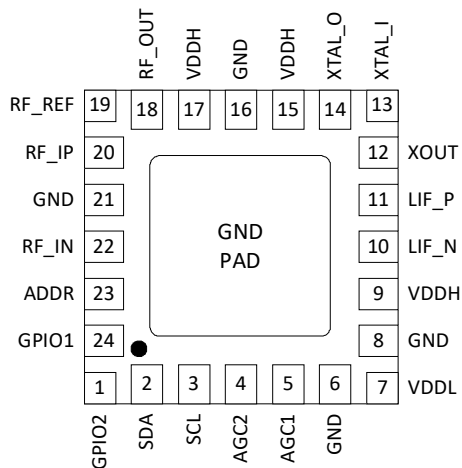 RF_OUT
VDDH
GND
VDDH
XTAL_O
XTAL_I
RF_REF 19 18 17 16 15 14 13
RF_IP 20 12 XOUT
GND 21 11 LIF_P
RF_IN 22 10 LIF_N
GND
PAD
ADDR 23 9 VDDH
GPIO1 24 8 GND
1 2 3 4 5 6 7 VDDL
GPIO2
SDA
SCL
AGC2
AGC1
GND